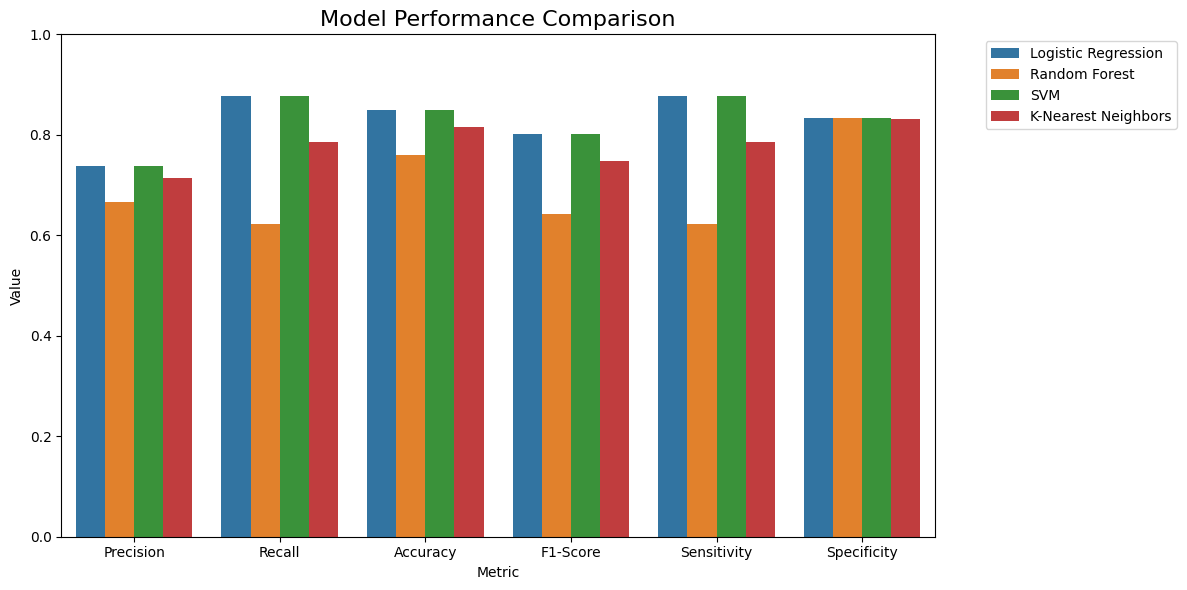 Model Performance Comparison
Logistic Regression
Random Forest
SVM
K-Nearest Neighbors
Value
1.0
0.8
0.6
0.4
0.2
0.0
Precision Recall Accuracy F1-Score Sensitivity Specificity
Metric